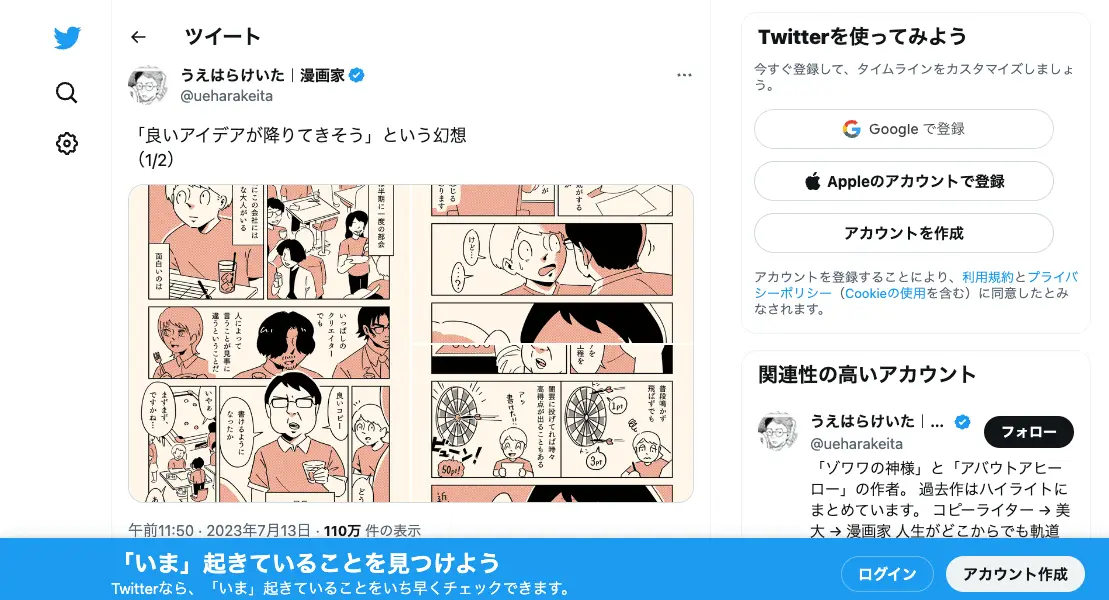 ツイート
うえはらけいた｜漫画家
@ueharakeita
「良いアイデアが降りてきそう」という幻想
（1/2）
にこの会社には
な大人がいる
面白いのは
は半期に一度の部会
いっぱしの
クリエイター
でも
人によって
言うことが見事に
違うということだ
良いコピー
書けるように
なったか
いやぁ
まずまず、
ですかね…
どう
じる
あります
が
気がする
けど…
…？
を
工程を
普段鳴かず
飛ばずでも
1pt
3pt
闇雲に投げてれば時々
高得点が出ることもある
アッ
書けた!!
ビューン!
50pt!
午前11:50 · 2023年7月13日 · 110万 件の表示
Twitterを使ってみよう
今すぐ登録して、タイムラインをカスタマイズしましょ
う。
Google で登録
Appleのアカウントで登録
アカウントを作成
アカウントを登録することにより、利用規約とプライバ
シーポリシー（Cookieの使用を含む）に同意したとみ
なされます。
関連性の高いアカウント
うえはらけいた｜...
@ueharakeita
フォロー
「ゾワワの神様」と「アバウトアヒー
ロー」の作者。 過去作はハイライトに
まとめています。 コピーライター → 美
大 → 漫画家 人生がどこからでも軌道
「いま」起きていることを見つけよう
Twitterなら、「いま」起きていることをいち早くチェックできます。
ログイン
アカウント作成